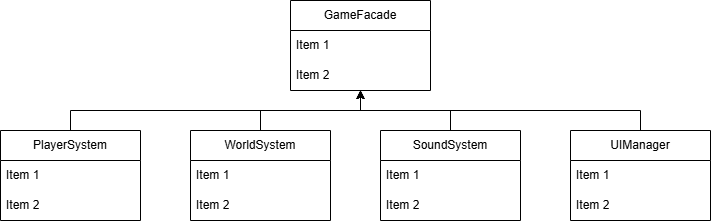 GameFacade
Item 1
Item 2
PlayerSystem
Item 1
Item 2
WorldSystem
Item 1
Item 2
SoundSystem
Item 1
Item 2
UIManager
Item 1
Item 2